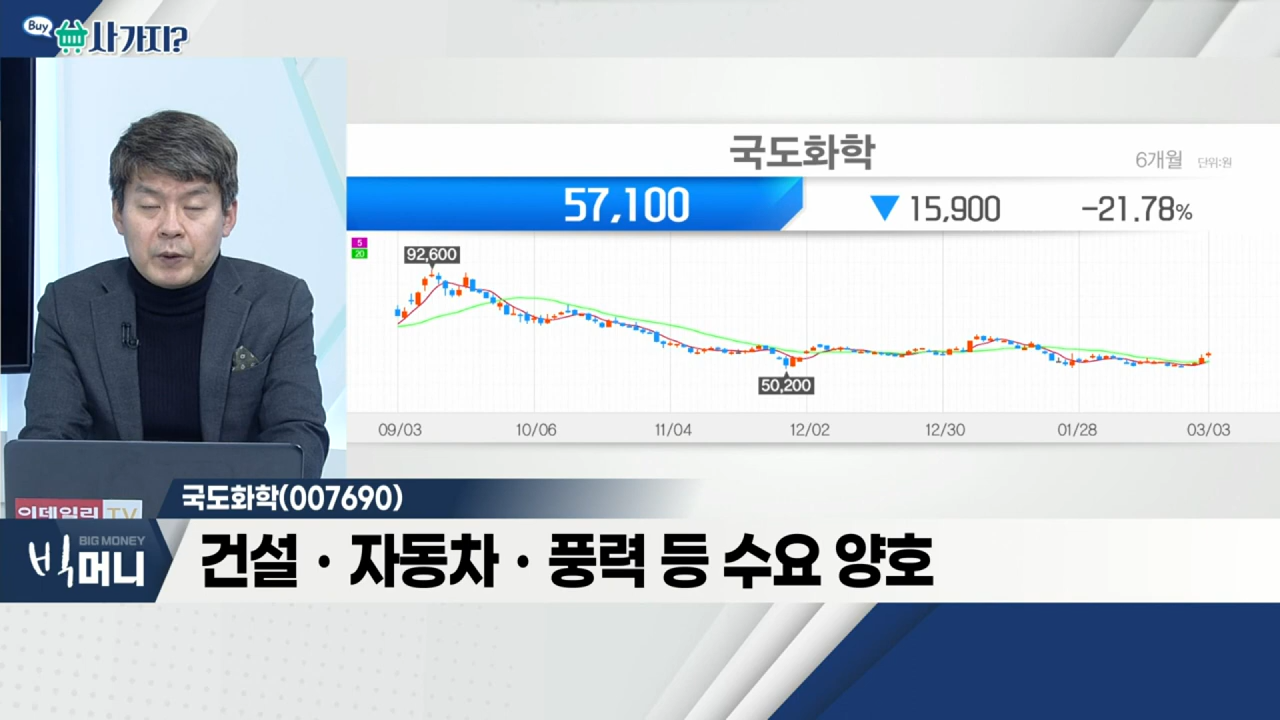 Buy 사 가지?
국도화학
6개월 단위:원
57,100 ▼ 15,900 -21.78%
5
20
92,600
50,200
09/03 10/06 11/04 12/02 12/30 01/28 03/03
국도화학(007690)
이데일리 TV
BIG MONEY
빅머니
건설 · 자동차 · 풍력 등 수요 양호